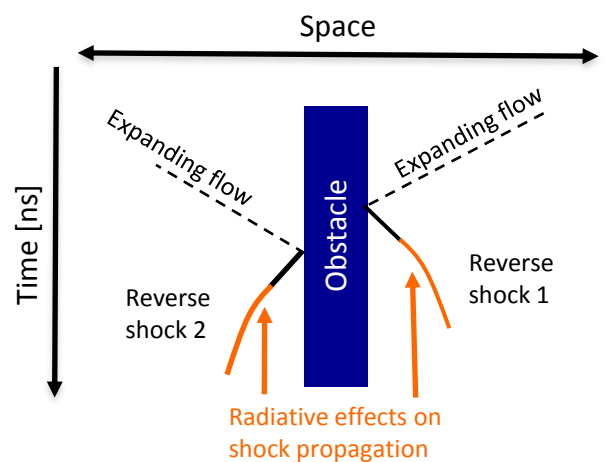 Space
Time [ns]
Expanding flow
Expanding flow
Obstacle
Reverse
shock 2
Reverse
shock 1
Radiative effects on
shock propagation